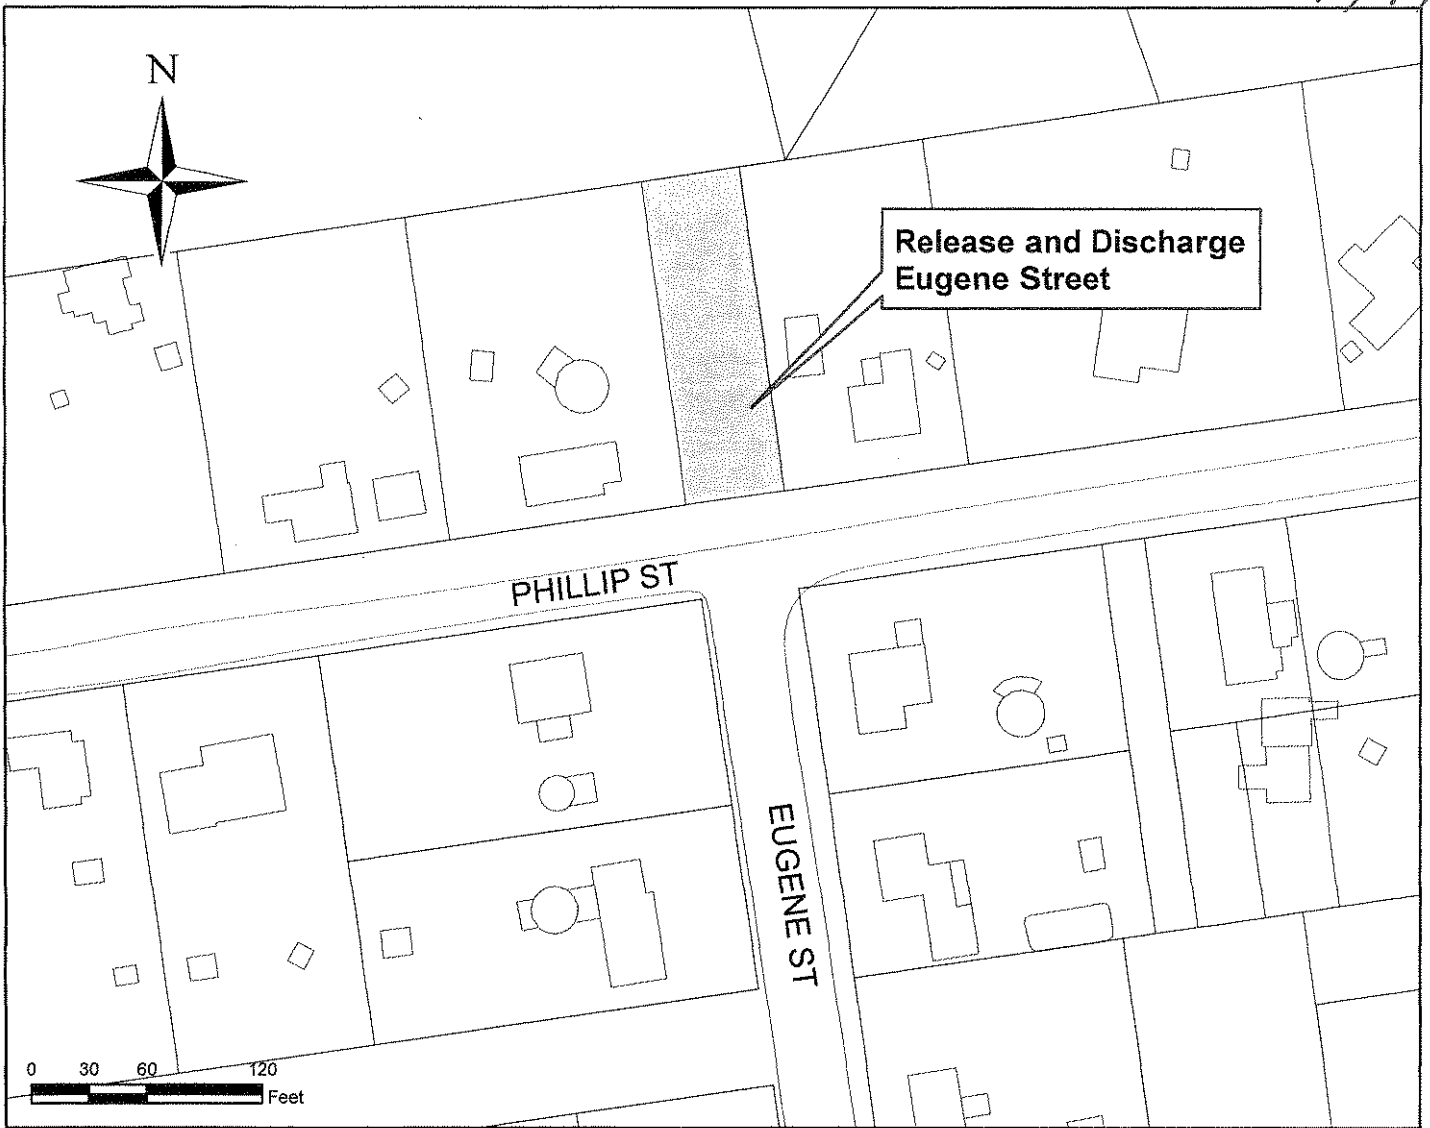 N
Release and Discharge
Eugene Street
PHILLIP ST
EUGENE ST
0 30 60 120
Feet